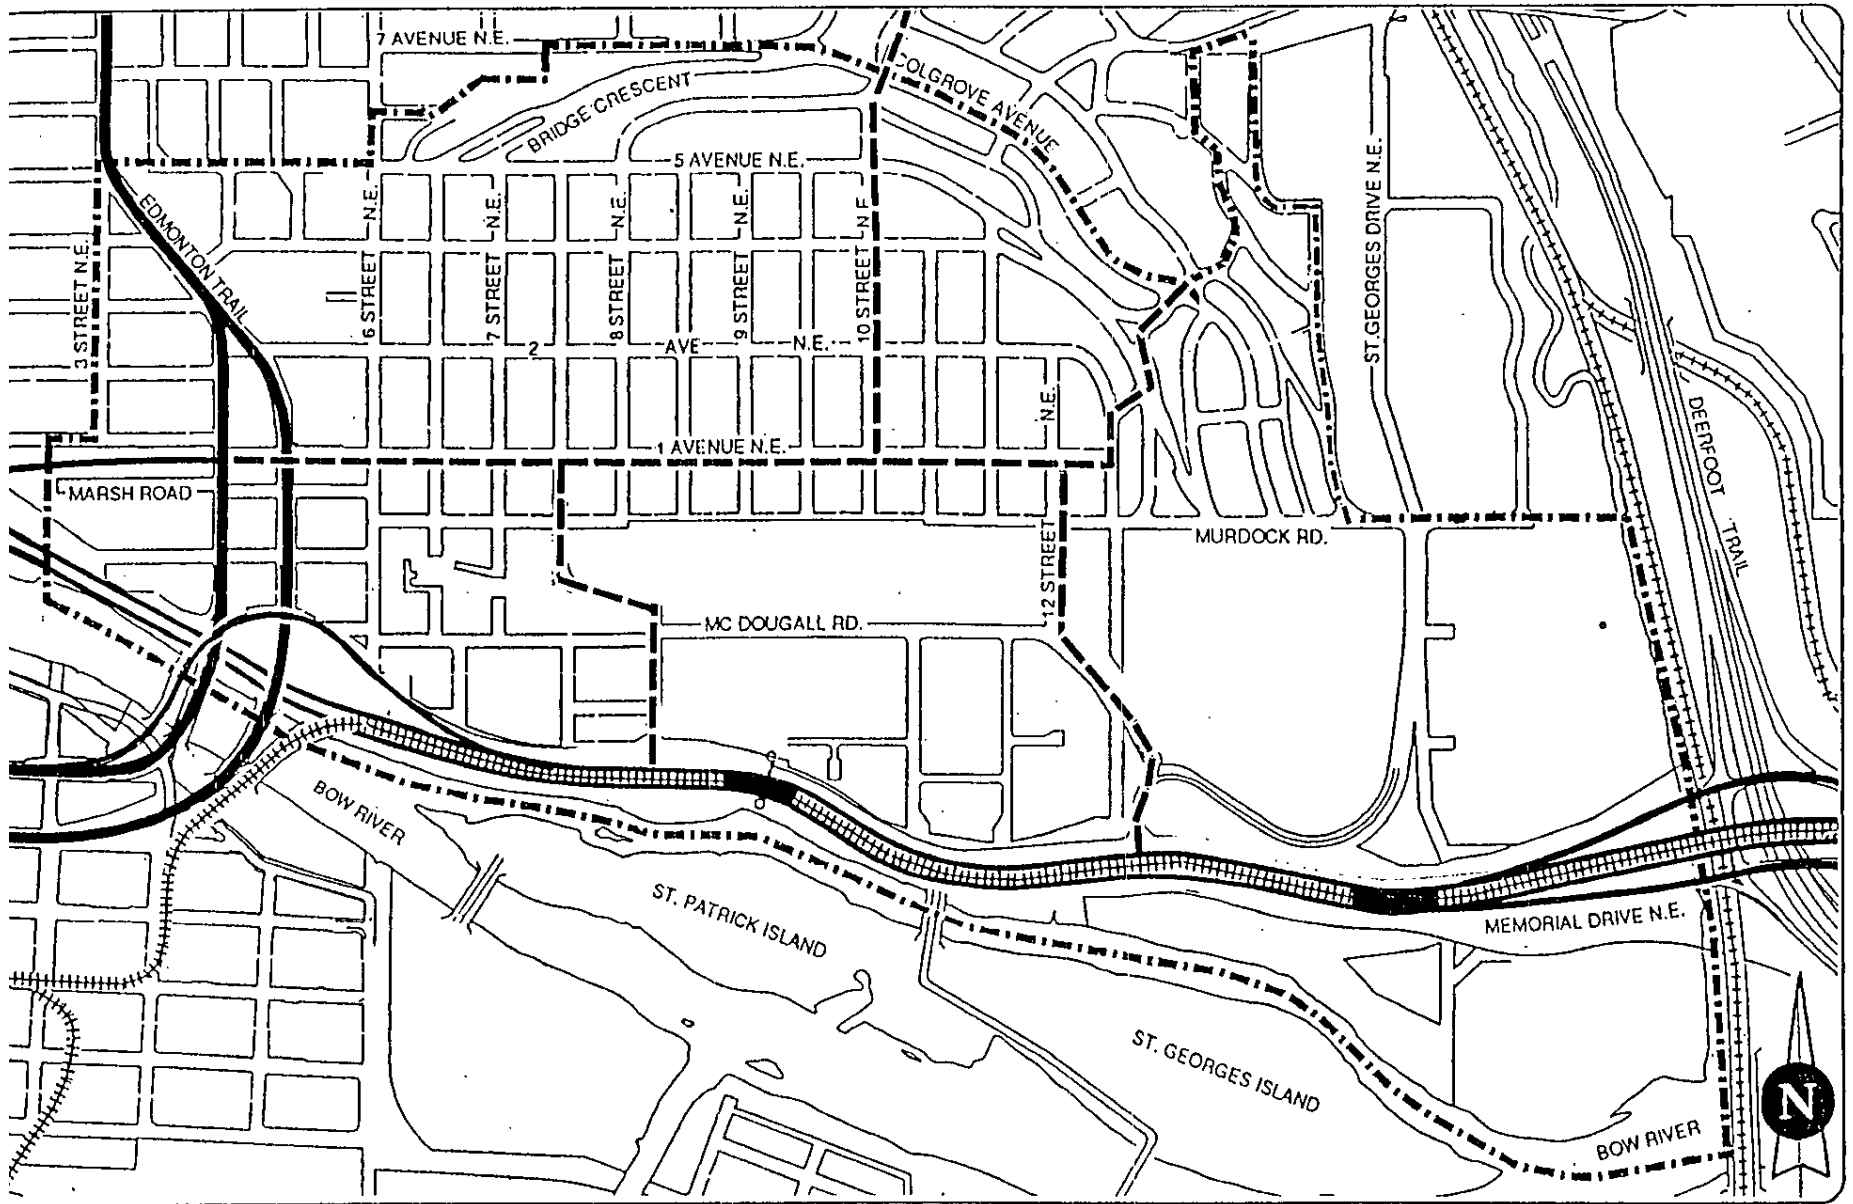 7 AVENUE N.E.
COLGROVE AVENUE
BRIDGE CRESCENT
5 AVENUE N.E.
ST.GEORGES DRIVE N.E.
EDMONTON TRAIL
3 STREET N.E.
6 STREET N.E.
7 STREET N.E.
8 STREET N.E.
9 STREET N.E.
10 STREET N.E.
2 AVE N.E.
12 STREET N.E.
1 AVENUE N.E.
MARSH ROAD
DEERFOOT TRAIL
MURDOCK RD.
MC DOUGALL RD.
BOW RIVER
ST. PATRICK ISLAND
MEMORIAL DRIVE N.E.
ST. GEORGES ISLAND
BOW RIVER
N